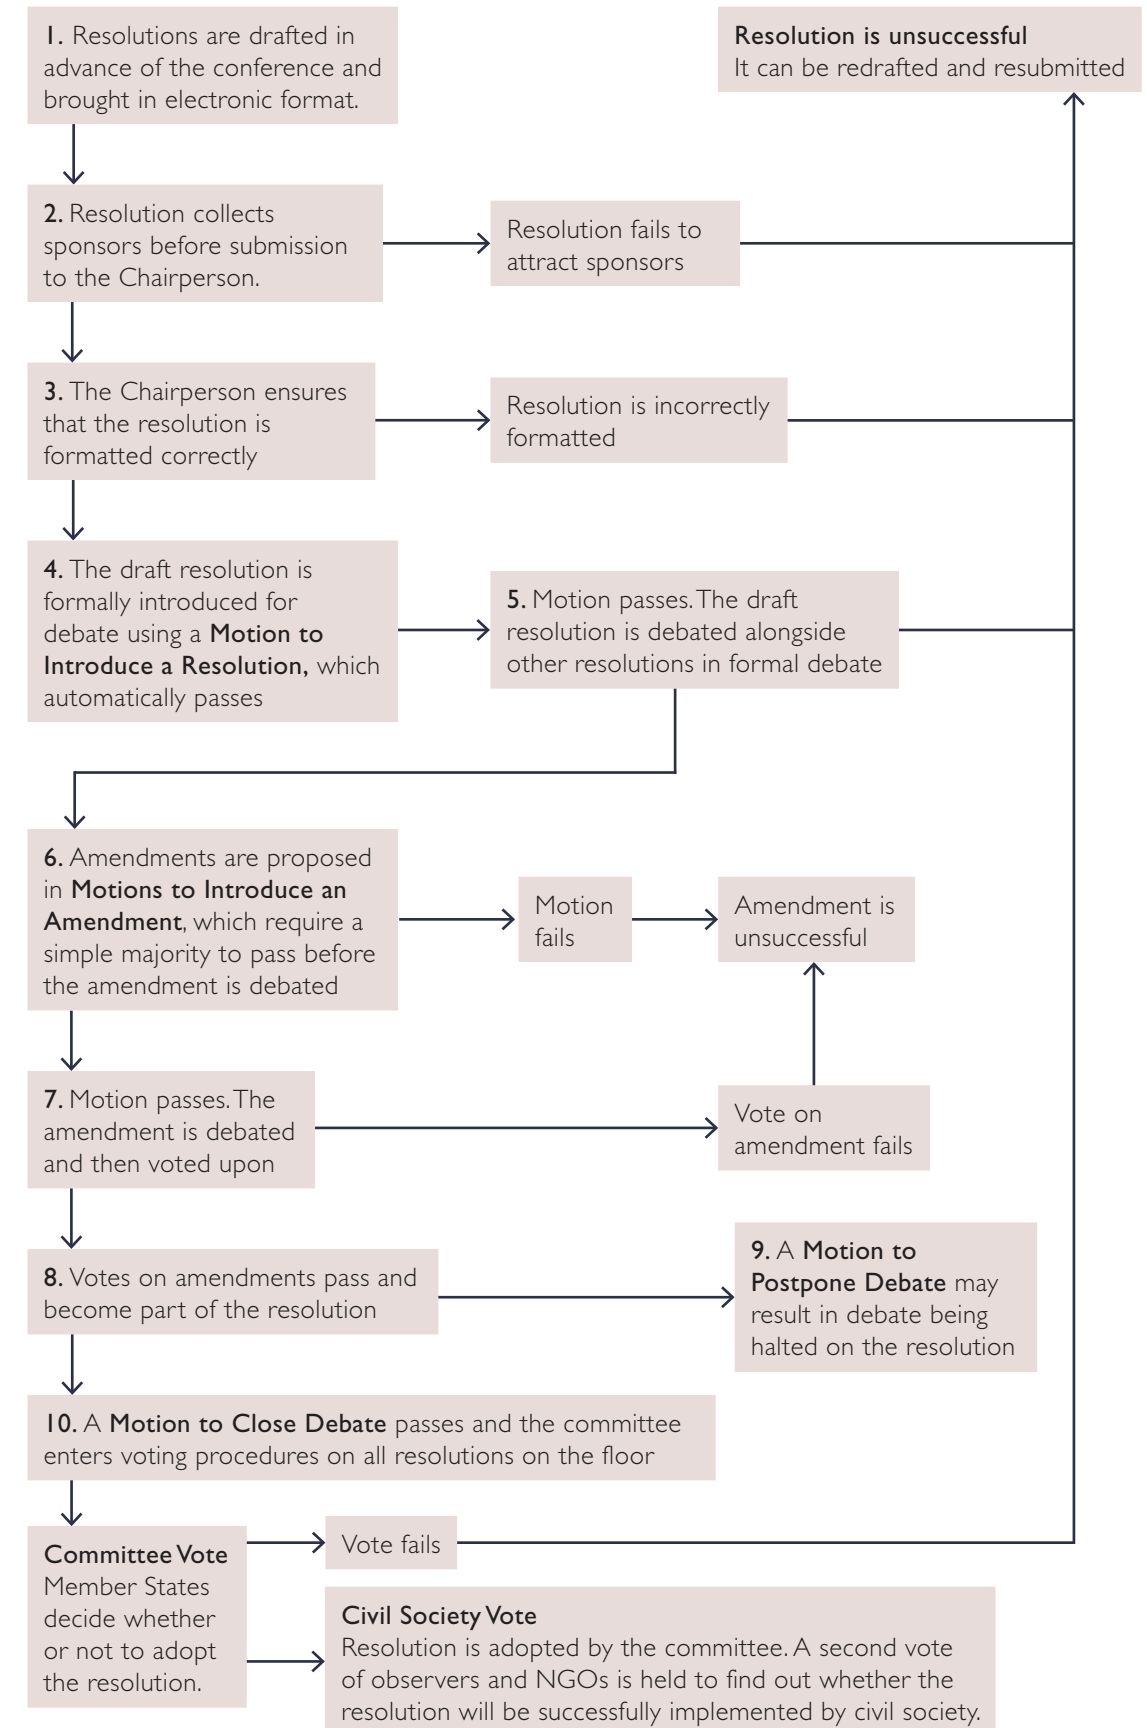 1. Resolutions are drafted in
advance of the conference and
brought in electronic format.
Resolution is unsuccessful
It can be redrafted and resubmitted
2. Resolution collects
sponsors before submission
to the Chairperson.
Resolution fails to
attract sponsors
3. The Chairperson ensures
that the resolution is
formatted correctly
Resolution is incorrectly
formatted
4. The draft resolution is
formally introduced for
debate using a Motion to
Introduce a Resolution, which
automatically passes
5. Motion passes. The draft
resolution is debated alongside
other resolutions in formal debate
6. Amendments are proposed
in Motions to Introduce an
Amendment, which require a
simple majority to pass before
the amendment is debated
Motion
fails
Amendment is
unsuccessful
7. Motion passes. The
amendment is debated
and then voted upon
Vote on
amendment fails
8. Votes on amendments pass and
become part of the resolution
9. A Motion to
Postpone Debate may
result in debate being
halted on the resolution
10. A Motion to Close Debate passes and the committee
enters voting procedures on all resolutions on the floor
Committee Vote
Member States
decide whether
or not to adopt
the resolution.
Vote fails
Civil Society Vote
Resolution is adopted by the committee. A second vote
of observers and NGOs is held to find out whether the
resolution will be successfully implemented by civil society.